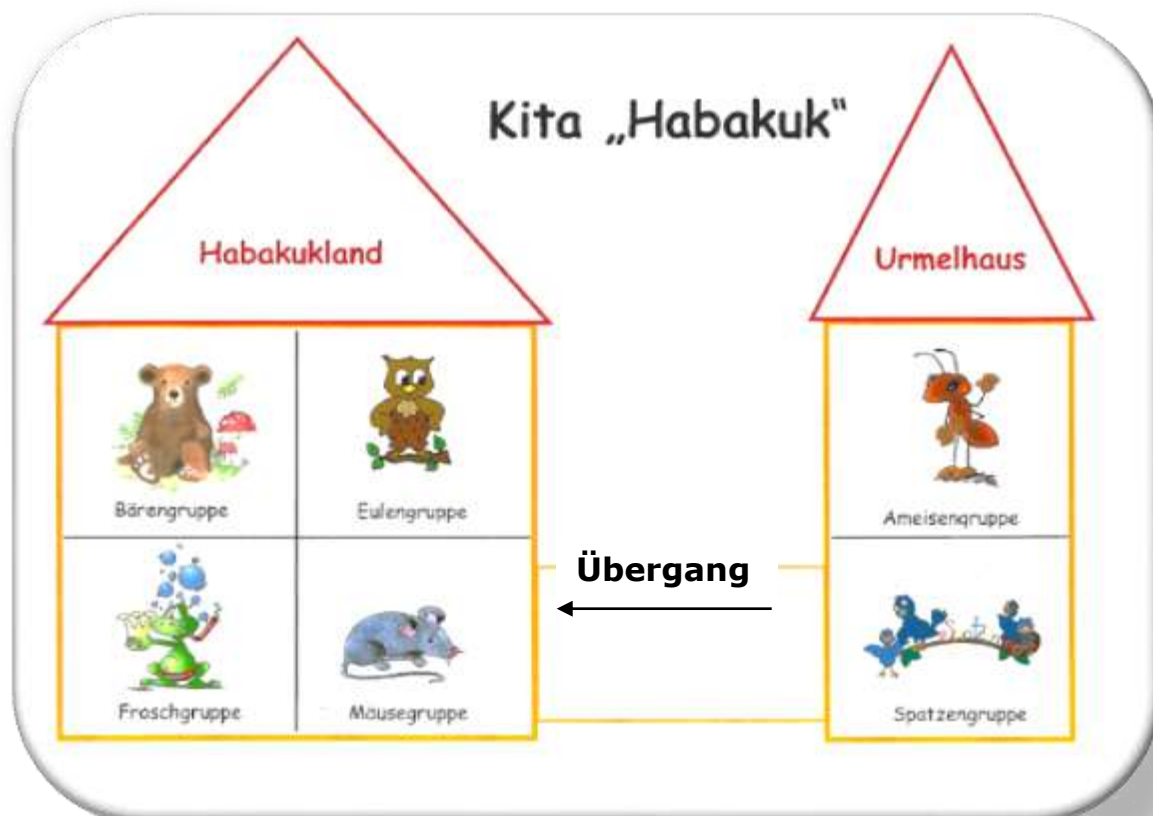 Kita „Habakuk“
Habakukland
Urmelhaus
Bärengruppe
Eulengruppe
Ameisengruppe
Übergang
Froschgruppe
Mäusegruppe
Spatzengruppe